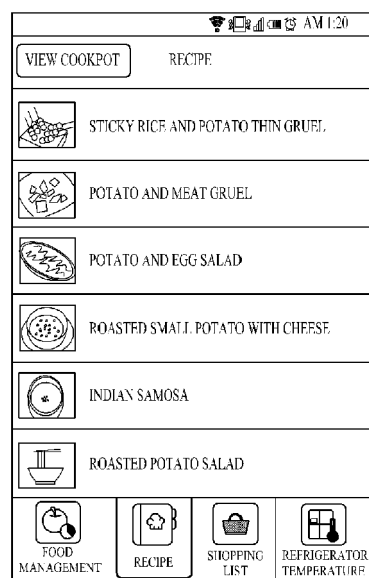 AM 1:20
VIEW COOKPOT RECIPE
STICKY RICE AND POTATO THIN GRUEL
POTATO AND MEAT GRUEL
POTATO AND EGG SALAD
ROASTED SMALL POTATO WITH CHEESE
INDIAN SAMOSA
ROASTED POTATO SALAD
FOOD
MANAGEMENT
RECIPE
SHOPPING
LIST
REFRIGERATOR
TEMPERATURE